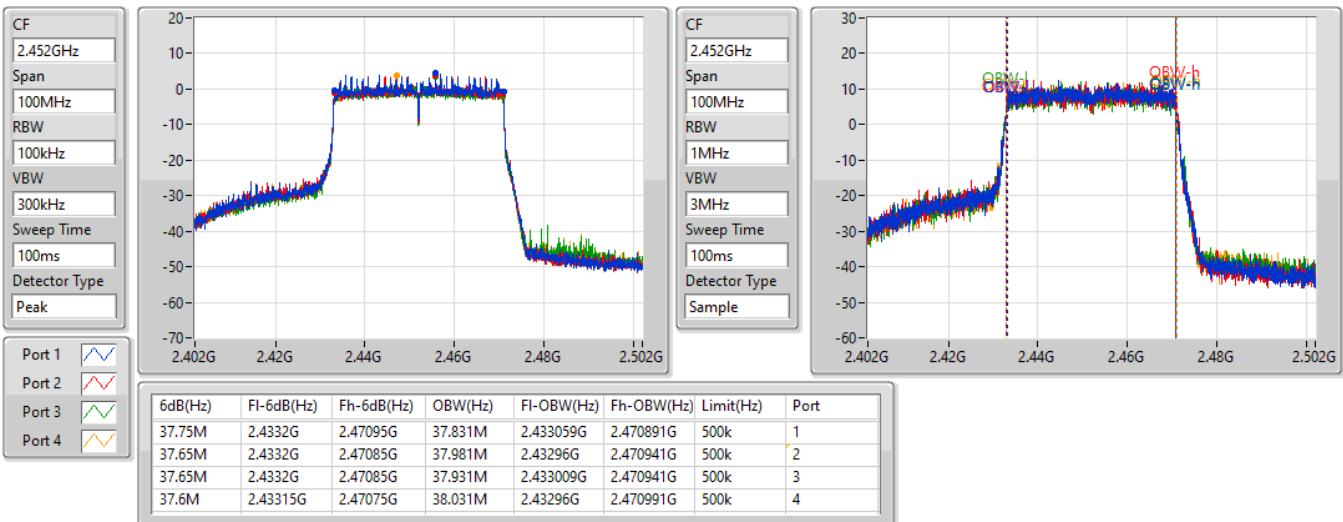 CF
2.452GHz
Span
100MHz
RBW
100kHz
VBW
300kHz
Sweep Time
100ms
Detector Type
Peak
20
10
0
-10
-20
-30
-40
-50
-60
-70
2.402G 2.42G 2.44G 2.46G 2.48G 2.502G
CF
2.452GHz
Span
100MHz
RBW
1MHz
VBW
3MHz
Sweep Time
100ms
Detector Type
Sample
30
20
10
0
-10
-20
-30
-40
-50
-60
OBW-l
OBW-h
OBW-h
2.402G 2.42G 2.44G 2.46G 2.48G 2.502G
Port 1
Port 2
Port 3
Port 4
6dB(Hz) Fl-6dB(Hz) Fh-6dB(Hz) OBW(Hz) Fl-OBW(Hz) Fh-OBW(Hz) Limit(Hz) Port
37.75M 2.4332G 2.47095G 37.831M 2.433059G 2.470891G 500k 1
37.65M 2.4332G 2.47085G 37.981M 2.43296G 2.470941G 500k 2
37.65M 2.4332G 2.47085G 37.931M 2.433009G 2.470941G 500k 3
37.6M 2.43315G 2.47075G 38.031M 2.43296G 2.470991G 500k 4